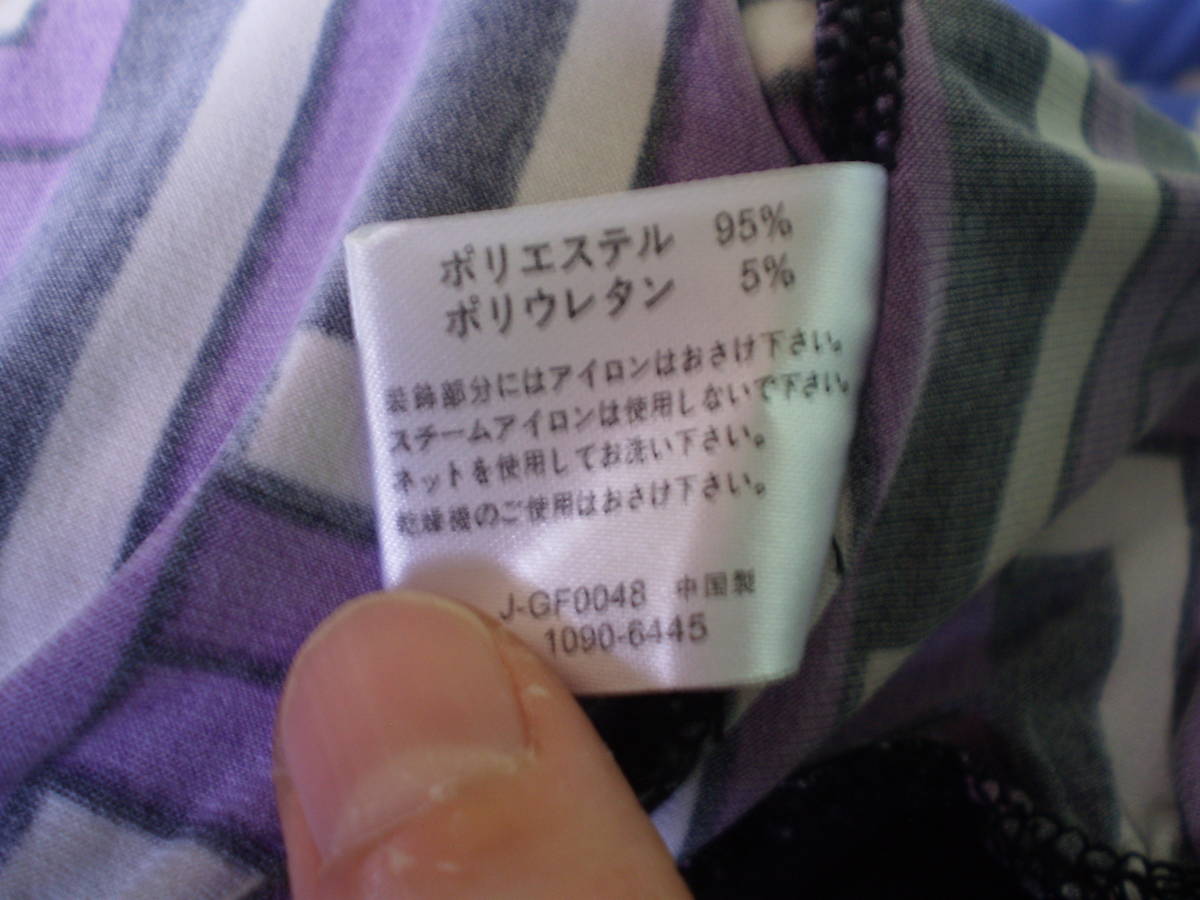 ポリエステル 95%
ポリウレタン 5%
装飾部分にはアイロンはおさけ下さい。
スチームアイロンは使用しないで下さい。
ネットを使用してお洗い下さい。
乾燥機のご使用はおさけ下さい。
J-GF0048 中国製
1090-6445